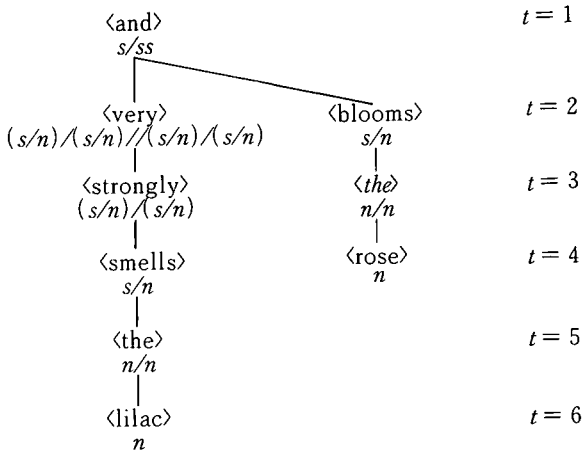 ⟨and⟩ t = 1
s/ss
⟨very⟩ ⟨blooms⟩ t = 2
(s/n)/(s/n)//(s/n)/(s/n) s/n
⟨strongly⟩ ⟨the⟩ t = 3
(s/n)/(s/n) n/n
⟨smells⟩ ⟨rose⟩ t = 4
s/n n
⟨the⟩ t = 5
n/n
⟨lilac⟩ t = 6
n